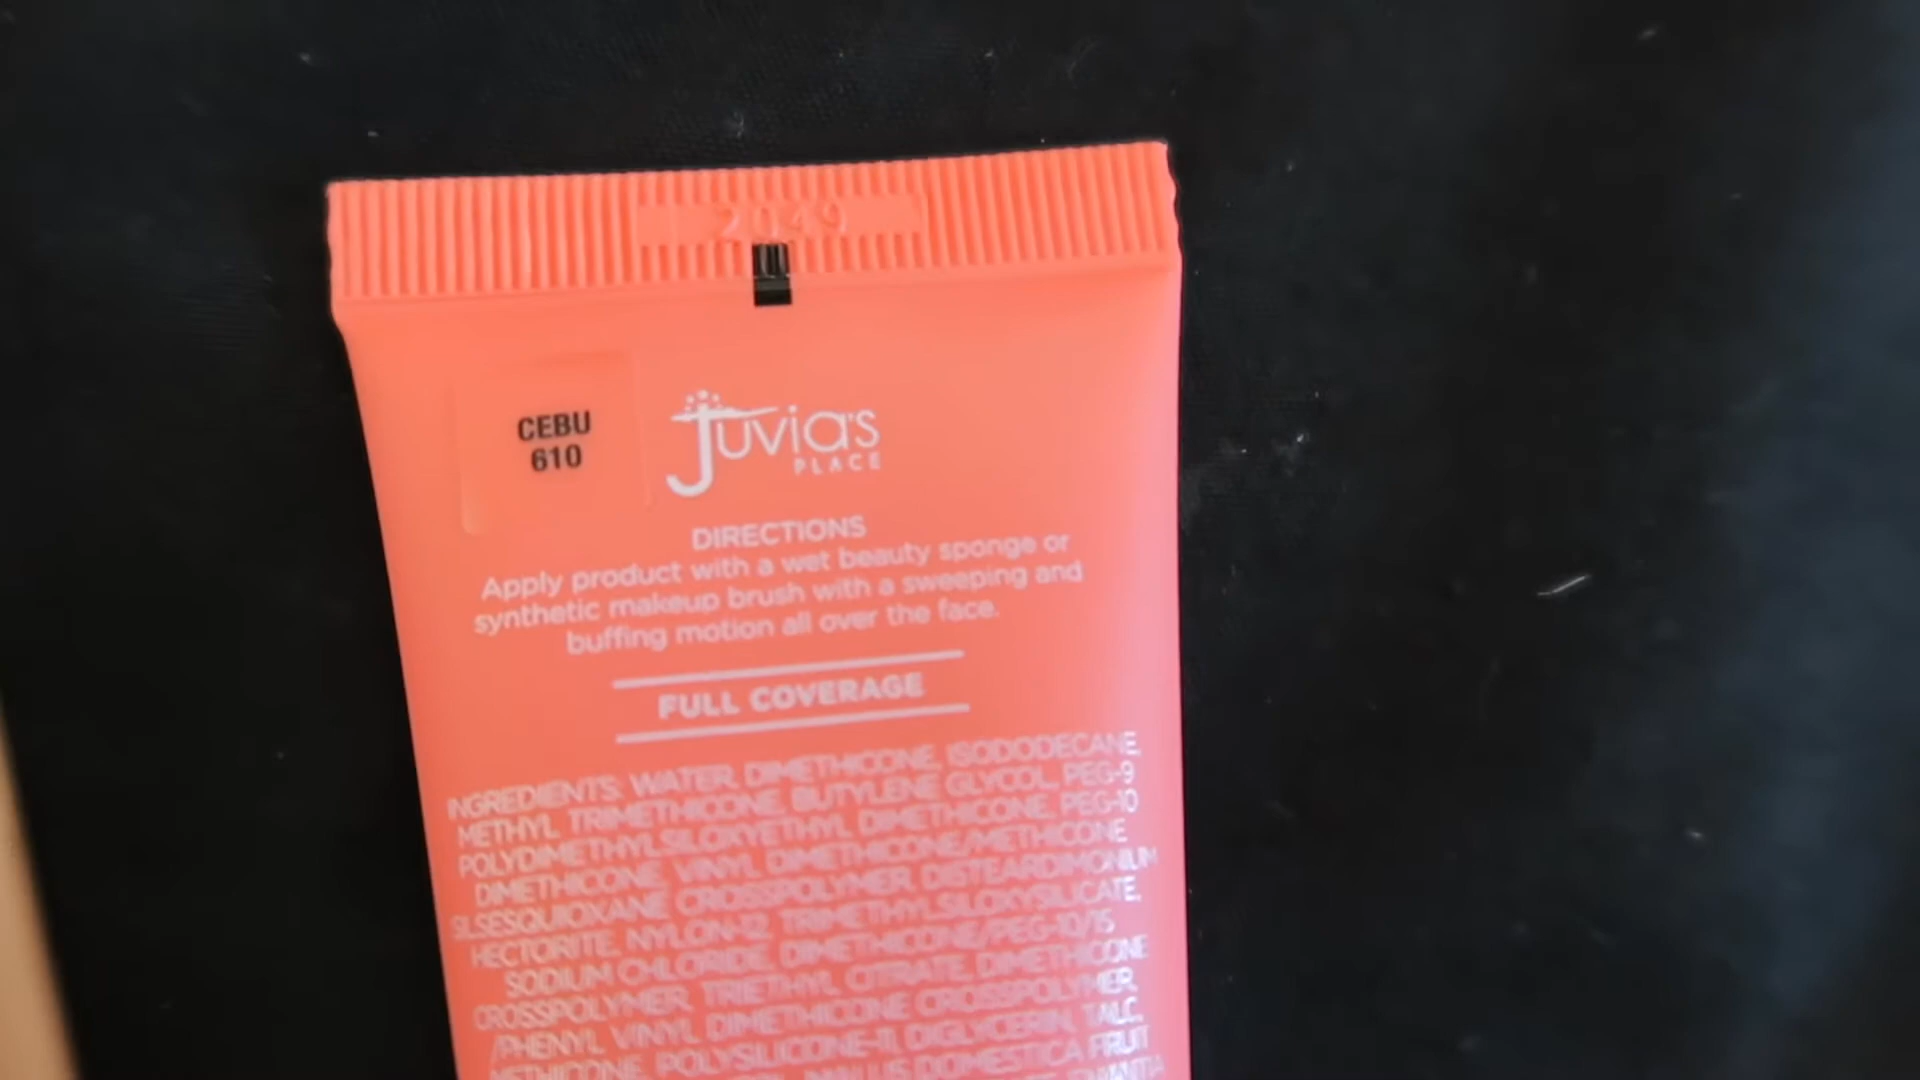 2049
CEBU
610
Juvia's
PLACE
DIRECTIONS
Apply product with a wet beauty sponge or
synthetic makeup brush with a sweeping and
buffing motion all over the face.
FULL COVERAGE
INGREDIENTS: WATER, DIMETHICONE, ISODODECANE,
METHYL TRIMETHICONE, BUTYLENE GLYCOL, PEG-9
POLYDIMETHYLSILOXYETHYL DIMETHICONE, PEG-10
DIMETHICONE, VINYL DIMETHICONE/METHICONE
SILSESQUIOXANE CROSSPOLYMER, DISTEARDIMONIUM
HECTORITE, NYLON-12, TRIMETHYLSILOXYSILICATE,
SODIUM CHLORIDE, DIMETHICONE/PEG-10/15
CROSSPOLYMER, TRIETHYL CITRATE, DIMETHICONE
/PHENYL VINYL DIMETHICONE CROSSPOLYMER,
METHICONE, POLYSILICONE-11, DIGLYCERIN, TALC,
MALUS DOMESTICA FRUIT